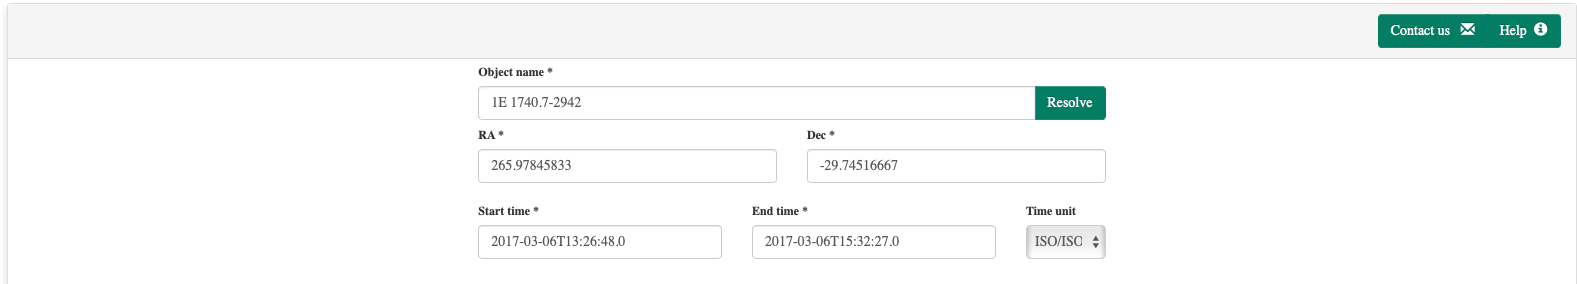 Contact us Help
Object name *
1E 1740.7-2942 Resolve
RA * Dec *
265.97845833 -29.74516667
Start time * End time * Time unit
2017-03-06T13:26:48.0 2017-03-06T15:32:27.0 ISO/ISO